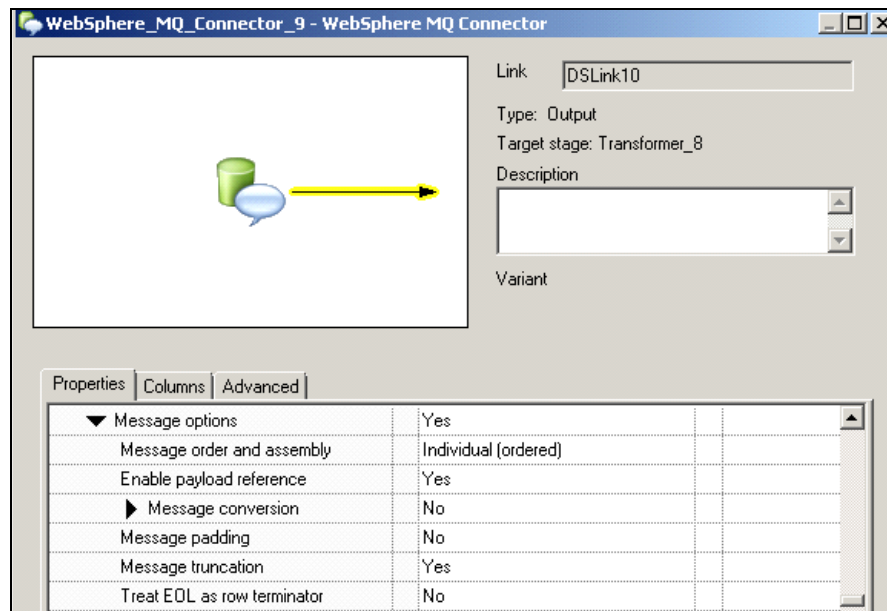 WebSphere_MQ_Connector_9 - WebSphere MQ Connector
Link DSLink10
Type: Output
Target stage: Transformer_8
Description
Variant
Properties Columns Advanced
Message options Yes
Message order and assembly Individual (ordered)
Enable payload reference Yes
Message conversion No
Message padding No
Message truncation Yes
Treat EOL as row terminator No